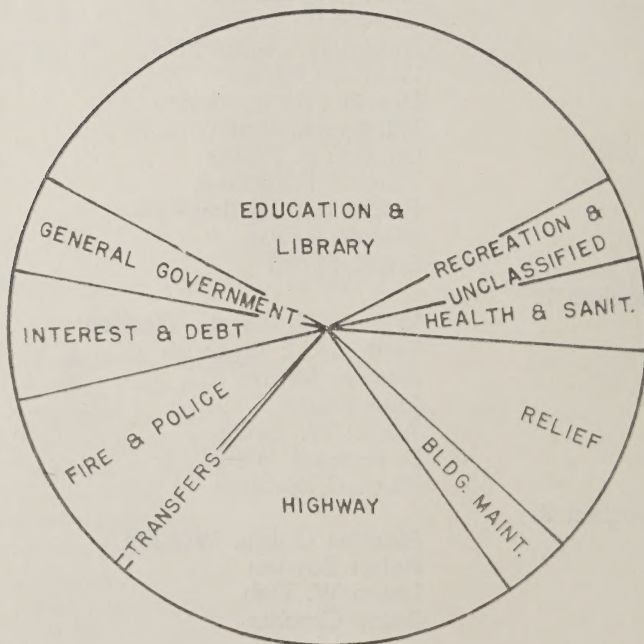 EDUCATION &
LIBRARY
GENERAL GOVERNMENT
RECREATION &
UNCLASSIFIED
HEALTH & SANIT.
INTEREST & DEBT
RELIEF
FIRE & POLICE
BLDG. MAINT.
TRANSFERS
HIGHWAY